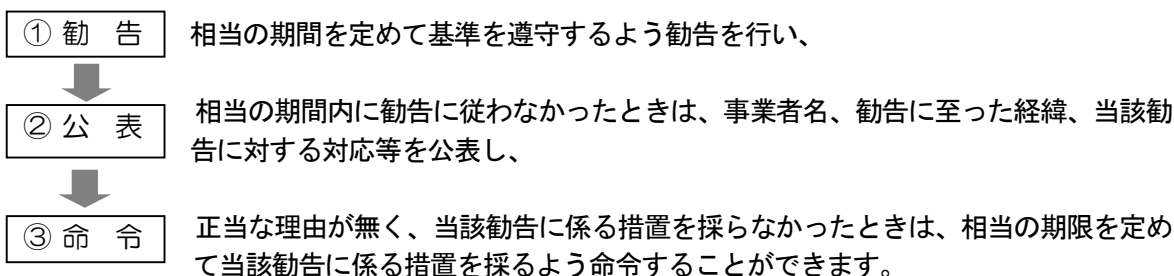 ① 勧　告　相当の期間を定めて基準を遵守するよう勧告を行い、
② 公　表　相当の期間内に勧告に従わなかったときは、事業者名、勧告に至った経緯、当該勧
告に対する対応等を公表し、
③ 命　令　正当な理由が無く、当該勧告に係る措置を採らなかったときは、相当の期限を定め
て当該勧告に係る措置を採るよう命令することができます。